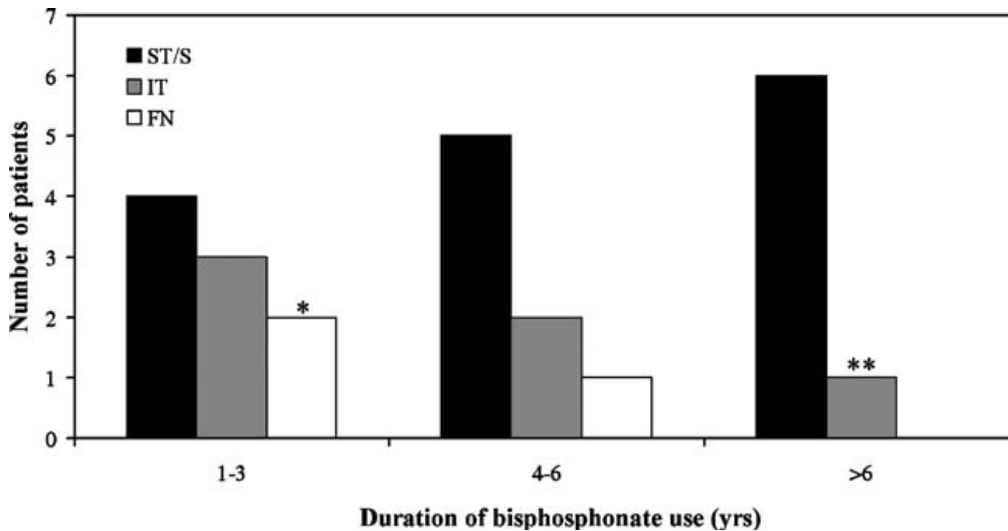 7
6
5
4
3
2
1
0
Number of patients
ST/S
IT
FN
*
**
1-3
4-6
>6
Duration of bisphosphonate use (yrs)